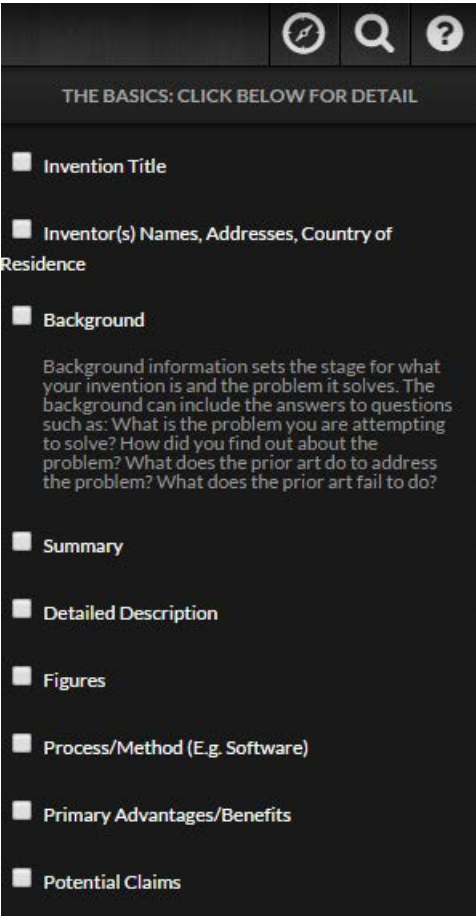 THE BASICS: CLICK BELOW FOR DETAIL
Invention Title
Inventor(s) Names, Addresses, Country of
Residence
Background
Background information sets the stage for what
your invention is and the problem it solves. The
background can include the answers to questions
such as: What is the problem you are attempting
to solve? How did you find out about the
problem? What does the prior art do to address
the problem? What does the prior art fail to do?
Summary
Detailed Description
Figures
Process/Method (E.g. Software)
Primary Advantages/Benefits
Potential Claims